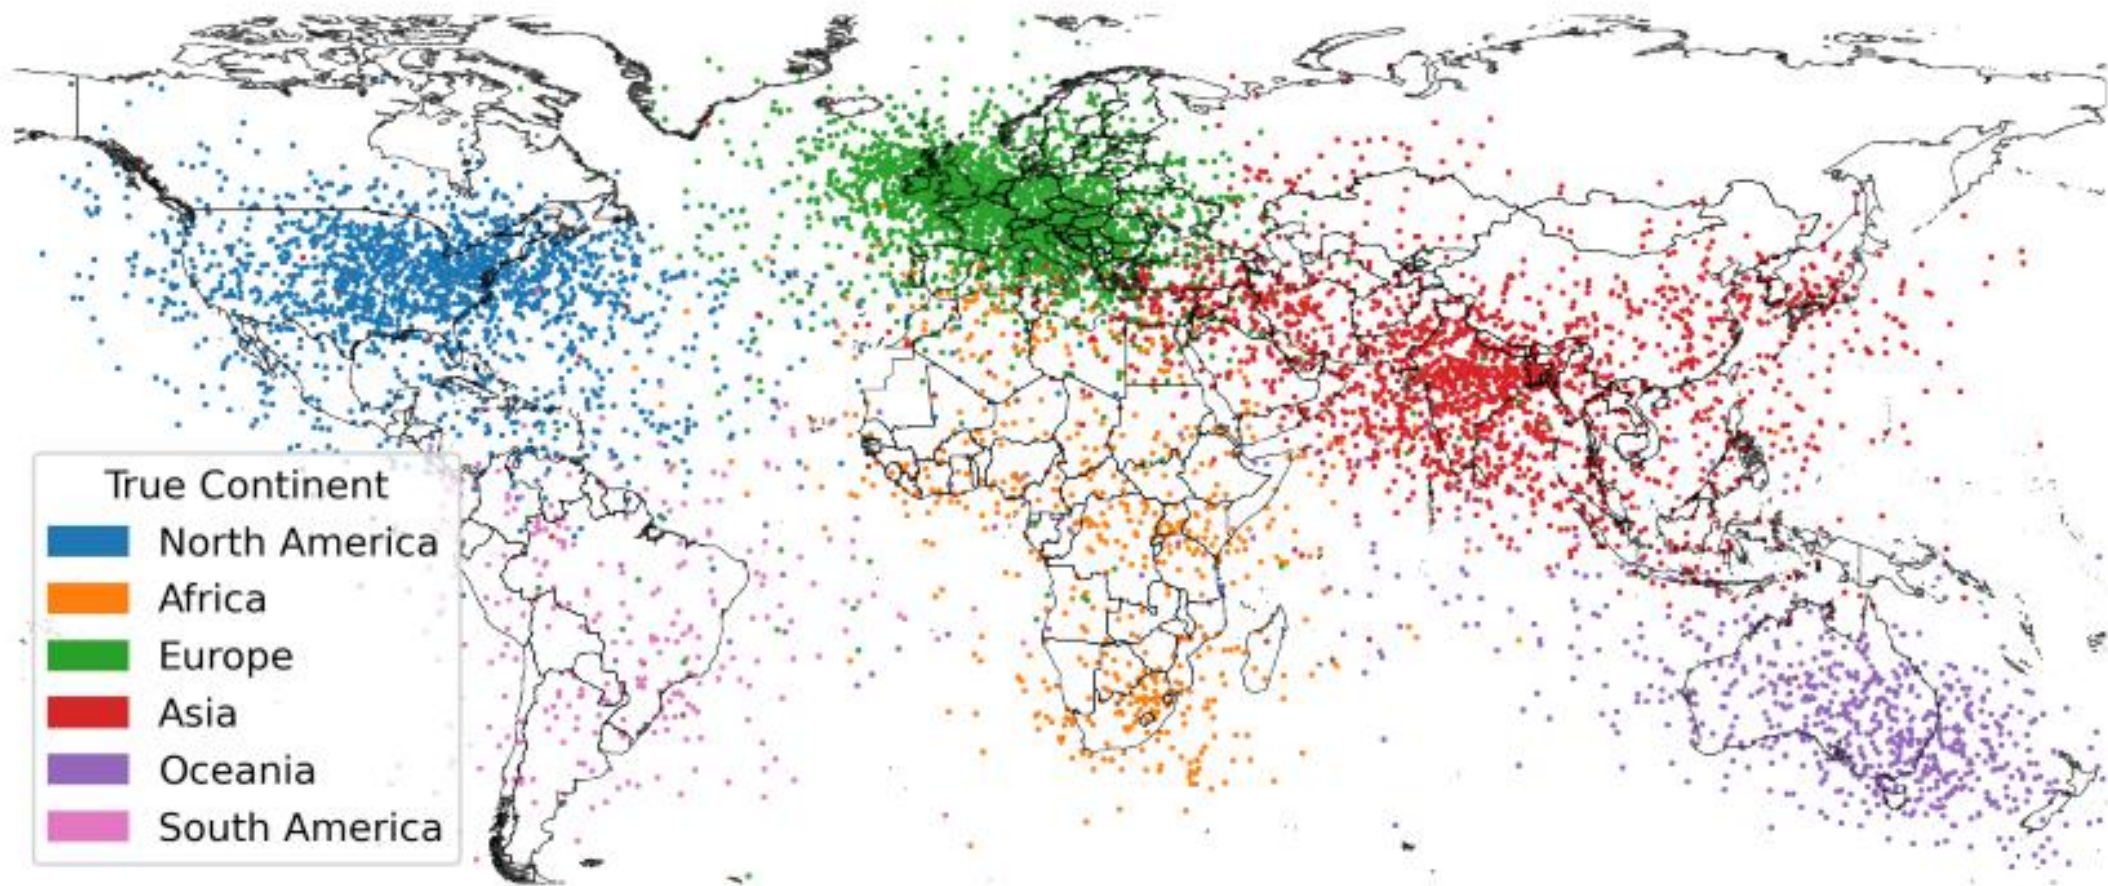 True Continent
North America
Africa
Europe
Asia
Oceania
South America